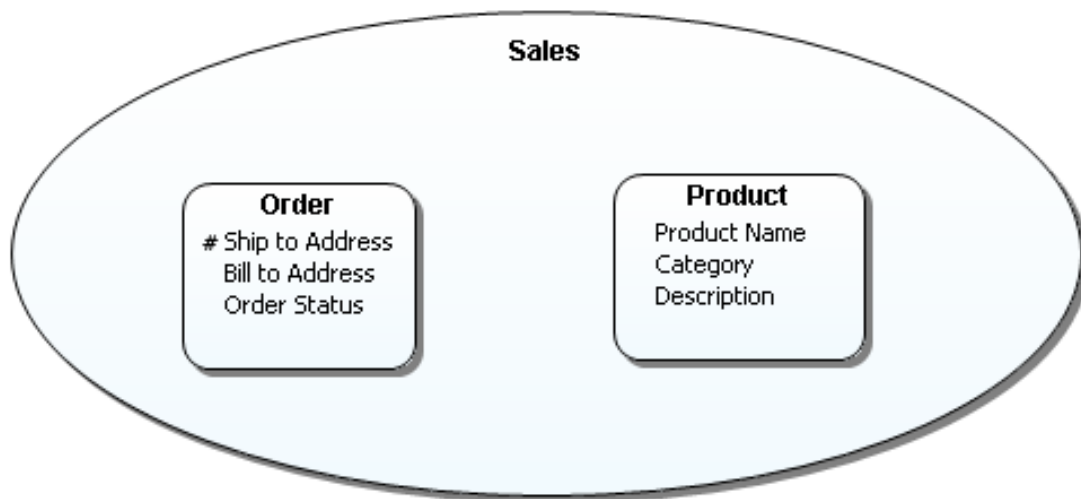 Sales
Order
# Ship to Address
Bill to Address
Order Status
Product
Product Name
Category
Description